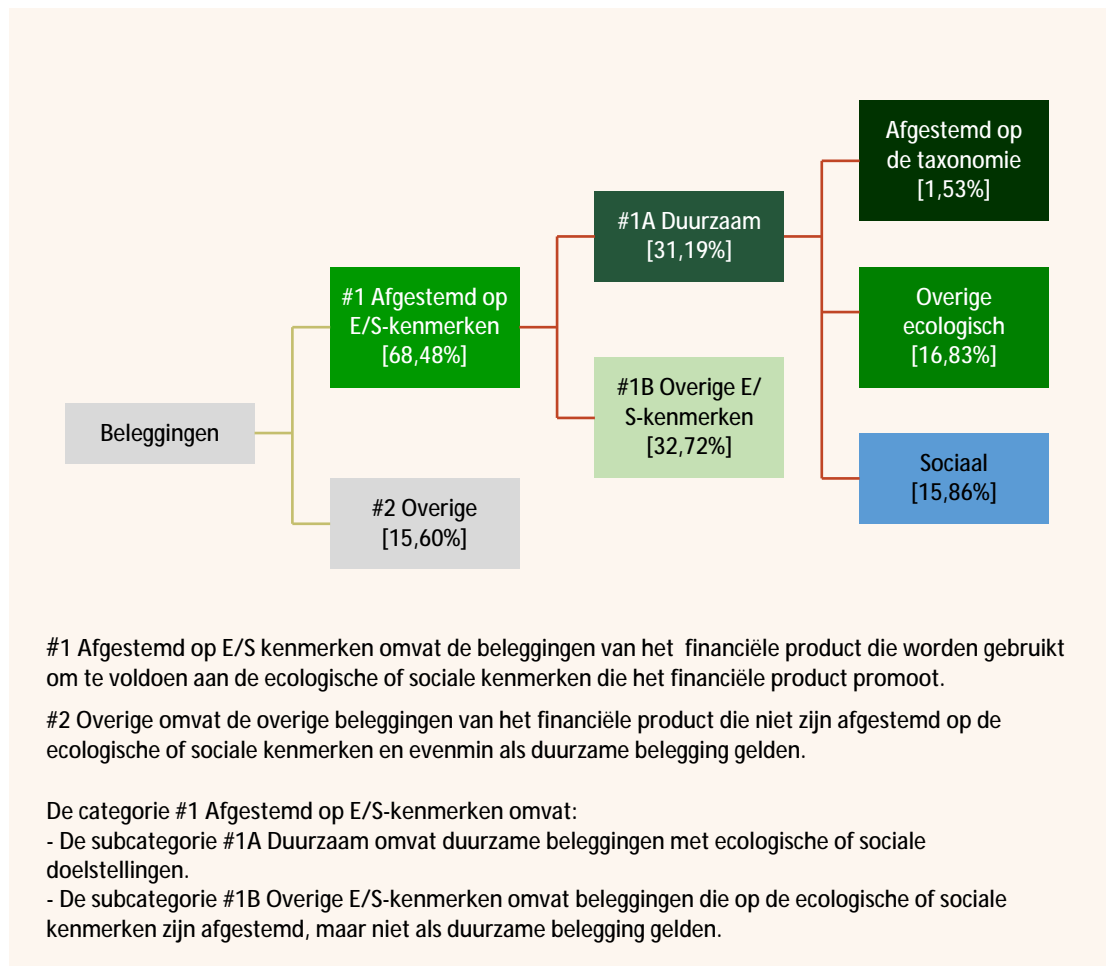 Afgestemd op
de taxonomie
[1,53%]
#1A Duurzaam
[31,19%]
#1 Afgestemd op
E/S-kenmerken
[68,48%]
Overige
ecologisch
[16,83%]
#1B Overige E/
S-kenmerken
[32,72%]
Beleggingen
Sociaal
[15,86%]
#2 Overige
[15,60%]
#1 Afgestemd op E/S kenmerken omvat de beleggingen van het financiële product die worden gebruikt
om te voldoen aan de ecologische of sociale kenmerken die het financiële product promoot.
#2 Overige omvat de overige beleggingen van het financiële product die niet zijn afgestemd op de
ecologische of sociale kenmerken en evenmin als duurzame belegging gelden.
De categorie #1 Afgestemd op E/S-kenmerken omvat:
- De subcategorie #1A Duurzaam omvat duurzame beleggingen met ecologische of sociale
doelstellingen.
- De subcategorie #1B Overige E/S-kenmerken omvat beleggingen die op de ecologische of sociale
kenmerken zijn afgestemd, maar niet als duurzame belegging gelden.